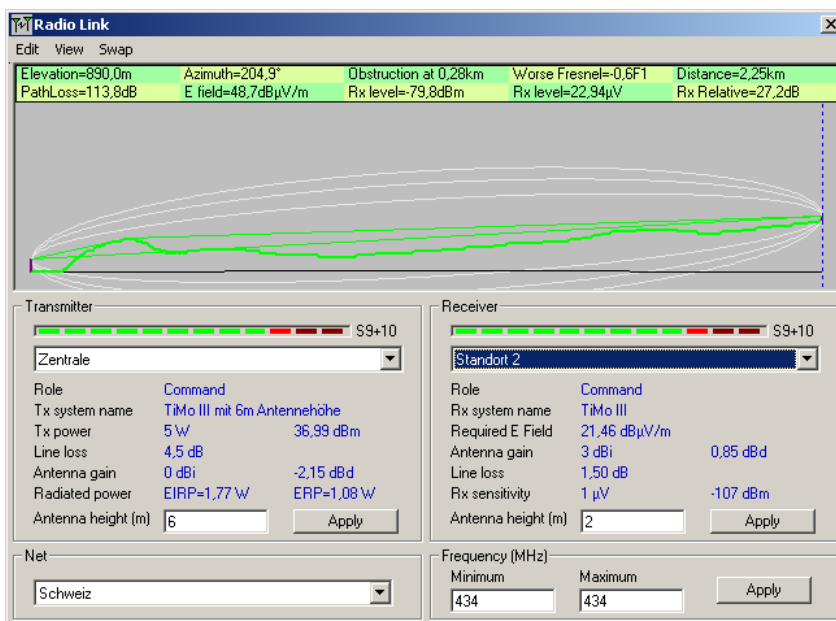 Radio Link
Edit View Swap
Elevation=890,0m Azimuth=204,9° Obstruction at 0,28km Worse Fresnel=-0,6F1 Distance=2,25km
PathLoss=113,8dB E field=48,7dBµV/m Rx level=-79,8dBm Rx level=22,94µV Rx Relative=27,2dB
Transmitter
S9+10
Zentrale
Role Command
Tx system name TiMo III mit 6m Antennehöhe
Tx power 5 W 36,99 dBm
Line loss 4,5 dB
Antenna gain 0 dBi -2,15 dBd
Radiated power EIRP=1,77 W ERP=1,08 W
Antenna height (m) 6 Apply
Receiver
S9+10
Standort 2
Role Command
Rx system name TiMo III
Required E Field 21,46 dBµV/m
Antenna gain 3 dBi 0,85 dBd
Line loss 1,50 dB
Rx sensitivity 1 µV -107 dBm
Antenna height (m) 2 Apply
Net
Schweiz
Frequency (MHz)
Minimum Maximum
434 434 Apply